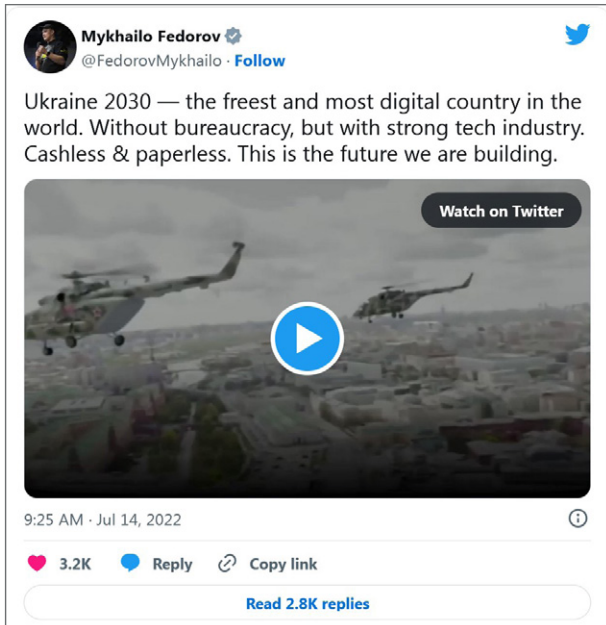 Mykhailo Fedorov
@FedorovMykhailo · Follow
Ukraine 2030 — the freest and most digital country in the
world. Without bureaucracy, but with strong tech industry.
Cashless & paperless. This is the future we are building.
Watch on Twitter
9:25 AM · Jul 14, 2022
3.2K Reply Copy link
Read 2.8K replies